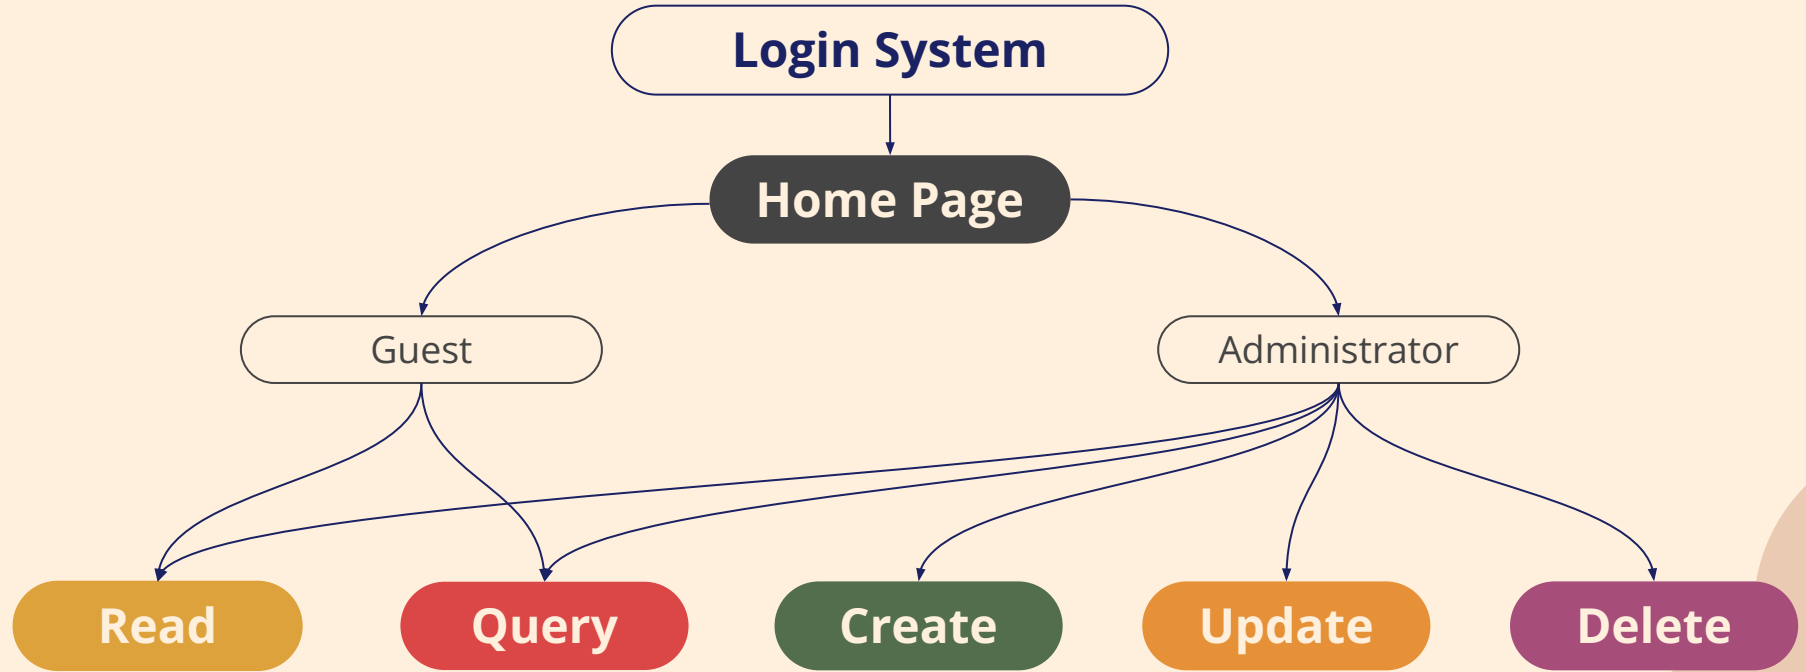 Login System
Home Page
Guest
Administrator
Read
Query
Create
Update
Delete